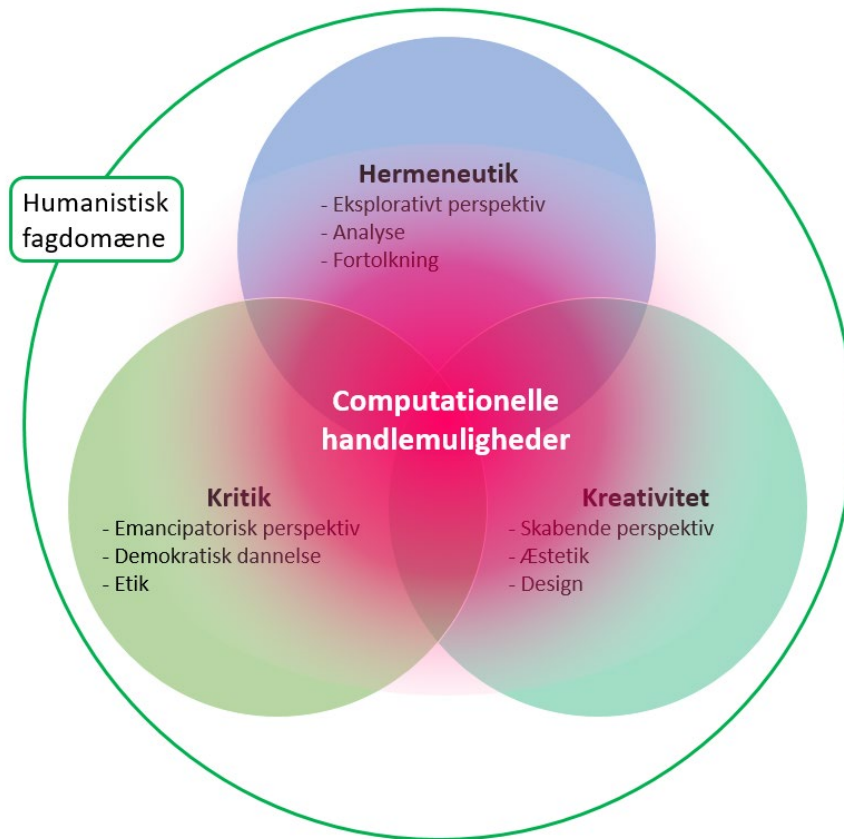 Humanistisk
fagdomæne
Hermeneutik
- Eksplorativt perspektiv
- Analyse
- Fortolkning
Computationelle
handlemuligheder
Kritik
- Emancipatorisk perspektiv
- Demokratisk dannelse
- Etik
Kreativitet
- Skabende perspektiv
- Æstetik
- Design